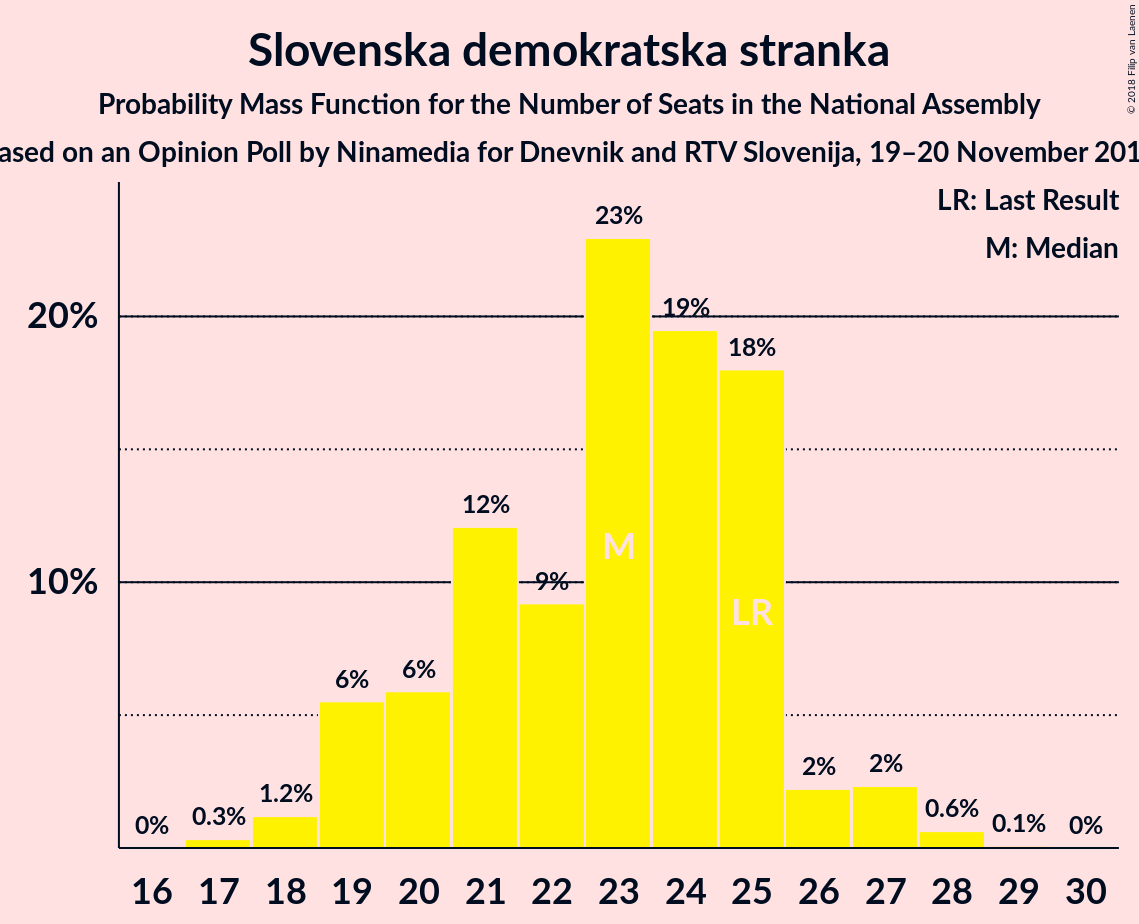 Slovenska demokratska stranka
Probability Mass Function for the Number of Seats in the National Assembly
ased on an Opinion Poll by Ninamedia for Dnevnik and RTV Slovenija, 19–20 November 201
© 2018 Filip van Laenen
LR: Last Result
M: Median
20%
10%
0%
0.3%
1.2%
6%
6%
12%
9%
23%
19%
18%
2%
2%
0.6%
0.1%
0%
M
LR
16 17 18 19 20 21 22 23 24 25 26 27 28 29 30